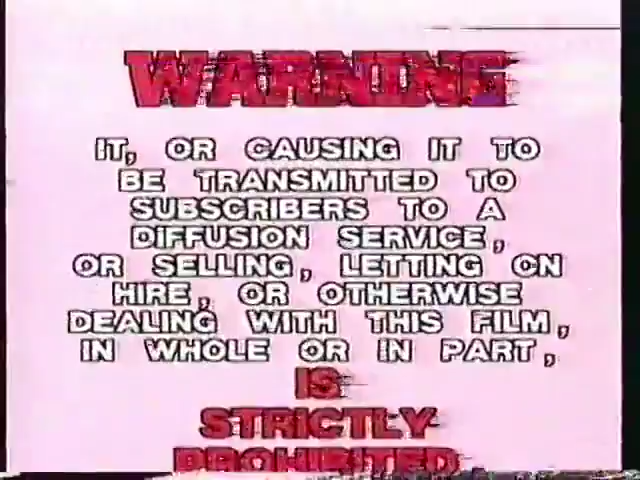 WARNING
IT, OR CAUSING IT TO
BE TRANSMITTED TO
SUBSCRIBERS TO A
DIFFUSION SERVICE,
OR SELLING, LETTING ON
HIRE, OR OTHERWISE
DEALING WITH THIS FILM,
IN WHOLE OR IN PART,
IS
STRICTLY
PROHIBITED